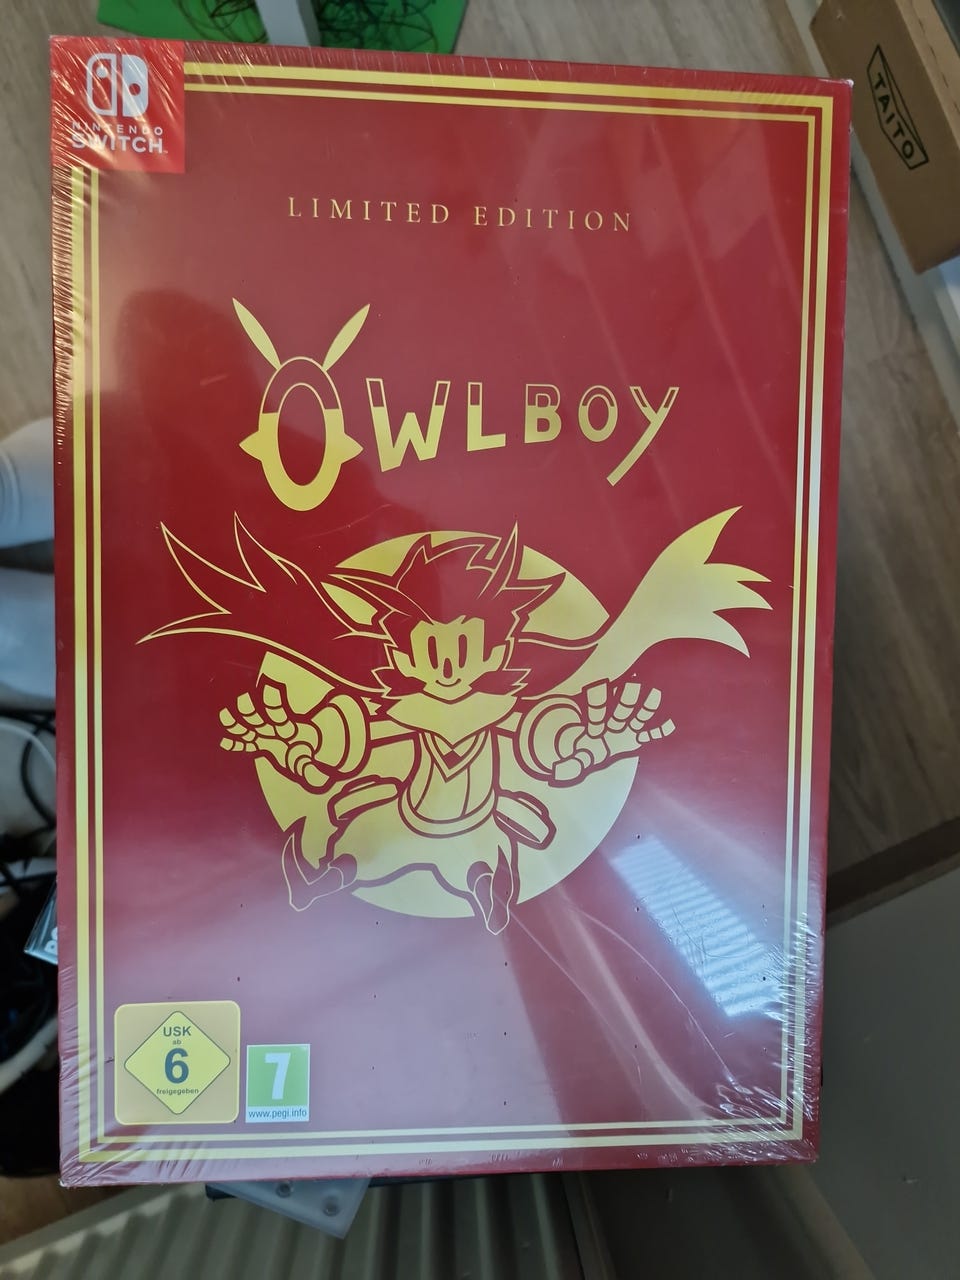 NINTENDO
SWITCH
TAITO
LIMITED EDITION
OWLBOY
USK
ab
6
freigegeben
7
www.pegi.info